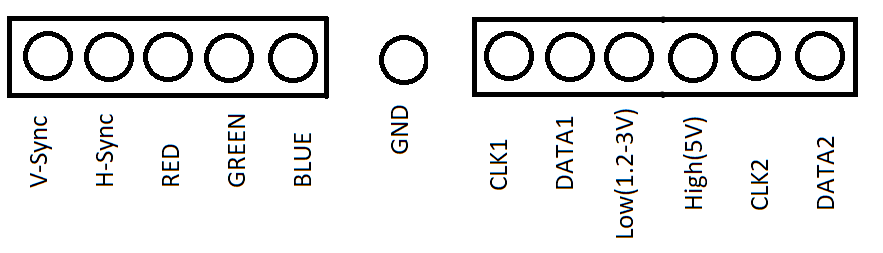 V-Sync
H-Sync
RED
GREEN
BLUE
GND
CLK1
DATA1
Low(1.2-3V)
High(5V)
CLK2
DATA2